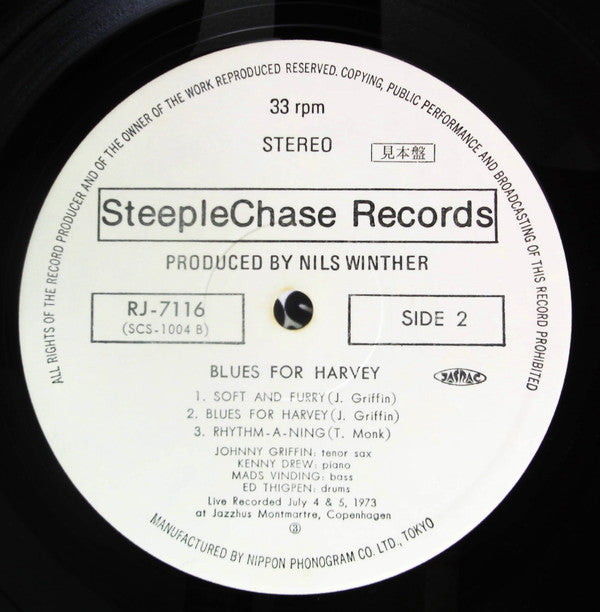 ALL RIGHTS OF THE RECORD PRODUCER AND OF THE OWNER OF THE WORK REPRODUCED RESERVED. COPYING, PUBLIC PERFORMANCE AND BROADCASTING OF THIS RECORD PROHIBITED
33 rpm
STEREO
見本盤
SteepleChase Records
PRODUCED BY NILS WINTHER
RJ-7116
(SCS-1004 B)
SIDE 2
BLUES FOR HARVEY
JASRAC
1. SOFT AND FURRY (J. Griffin)
2. BLUES FOR HARVEY (J. Griffin)
3. RHYTHM-A-NING (T. Monk)
JOHNNY GRIFFIN: tenor sax
KENNY DREW: piano
MADS VINDING: bass
ED THIGPEN: drums
Live Recorded July 4 & 5, 1973
at Jazzhus Montmartre, Copenhagen
③
MANUFACTURED BY NIPPON PHONOGRAM CO. LTD., TOKYO